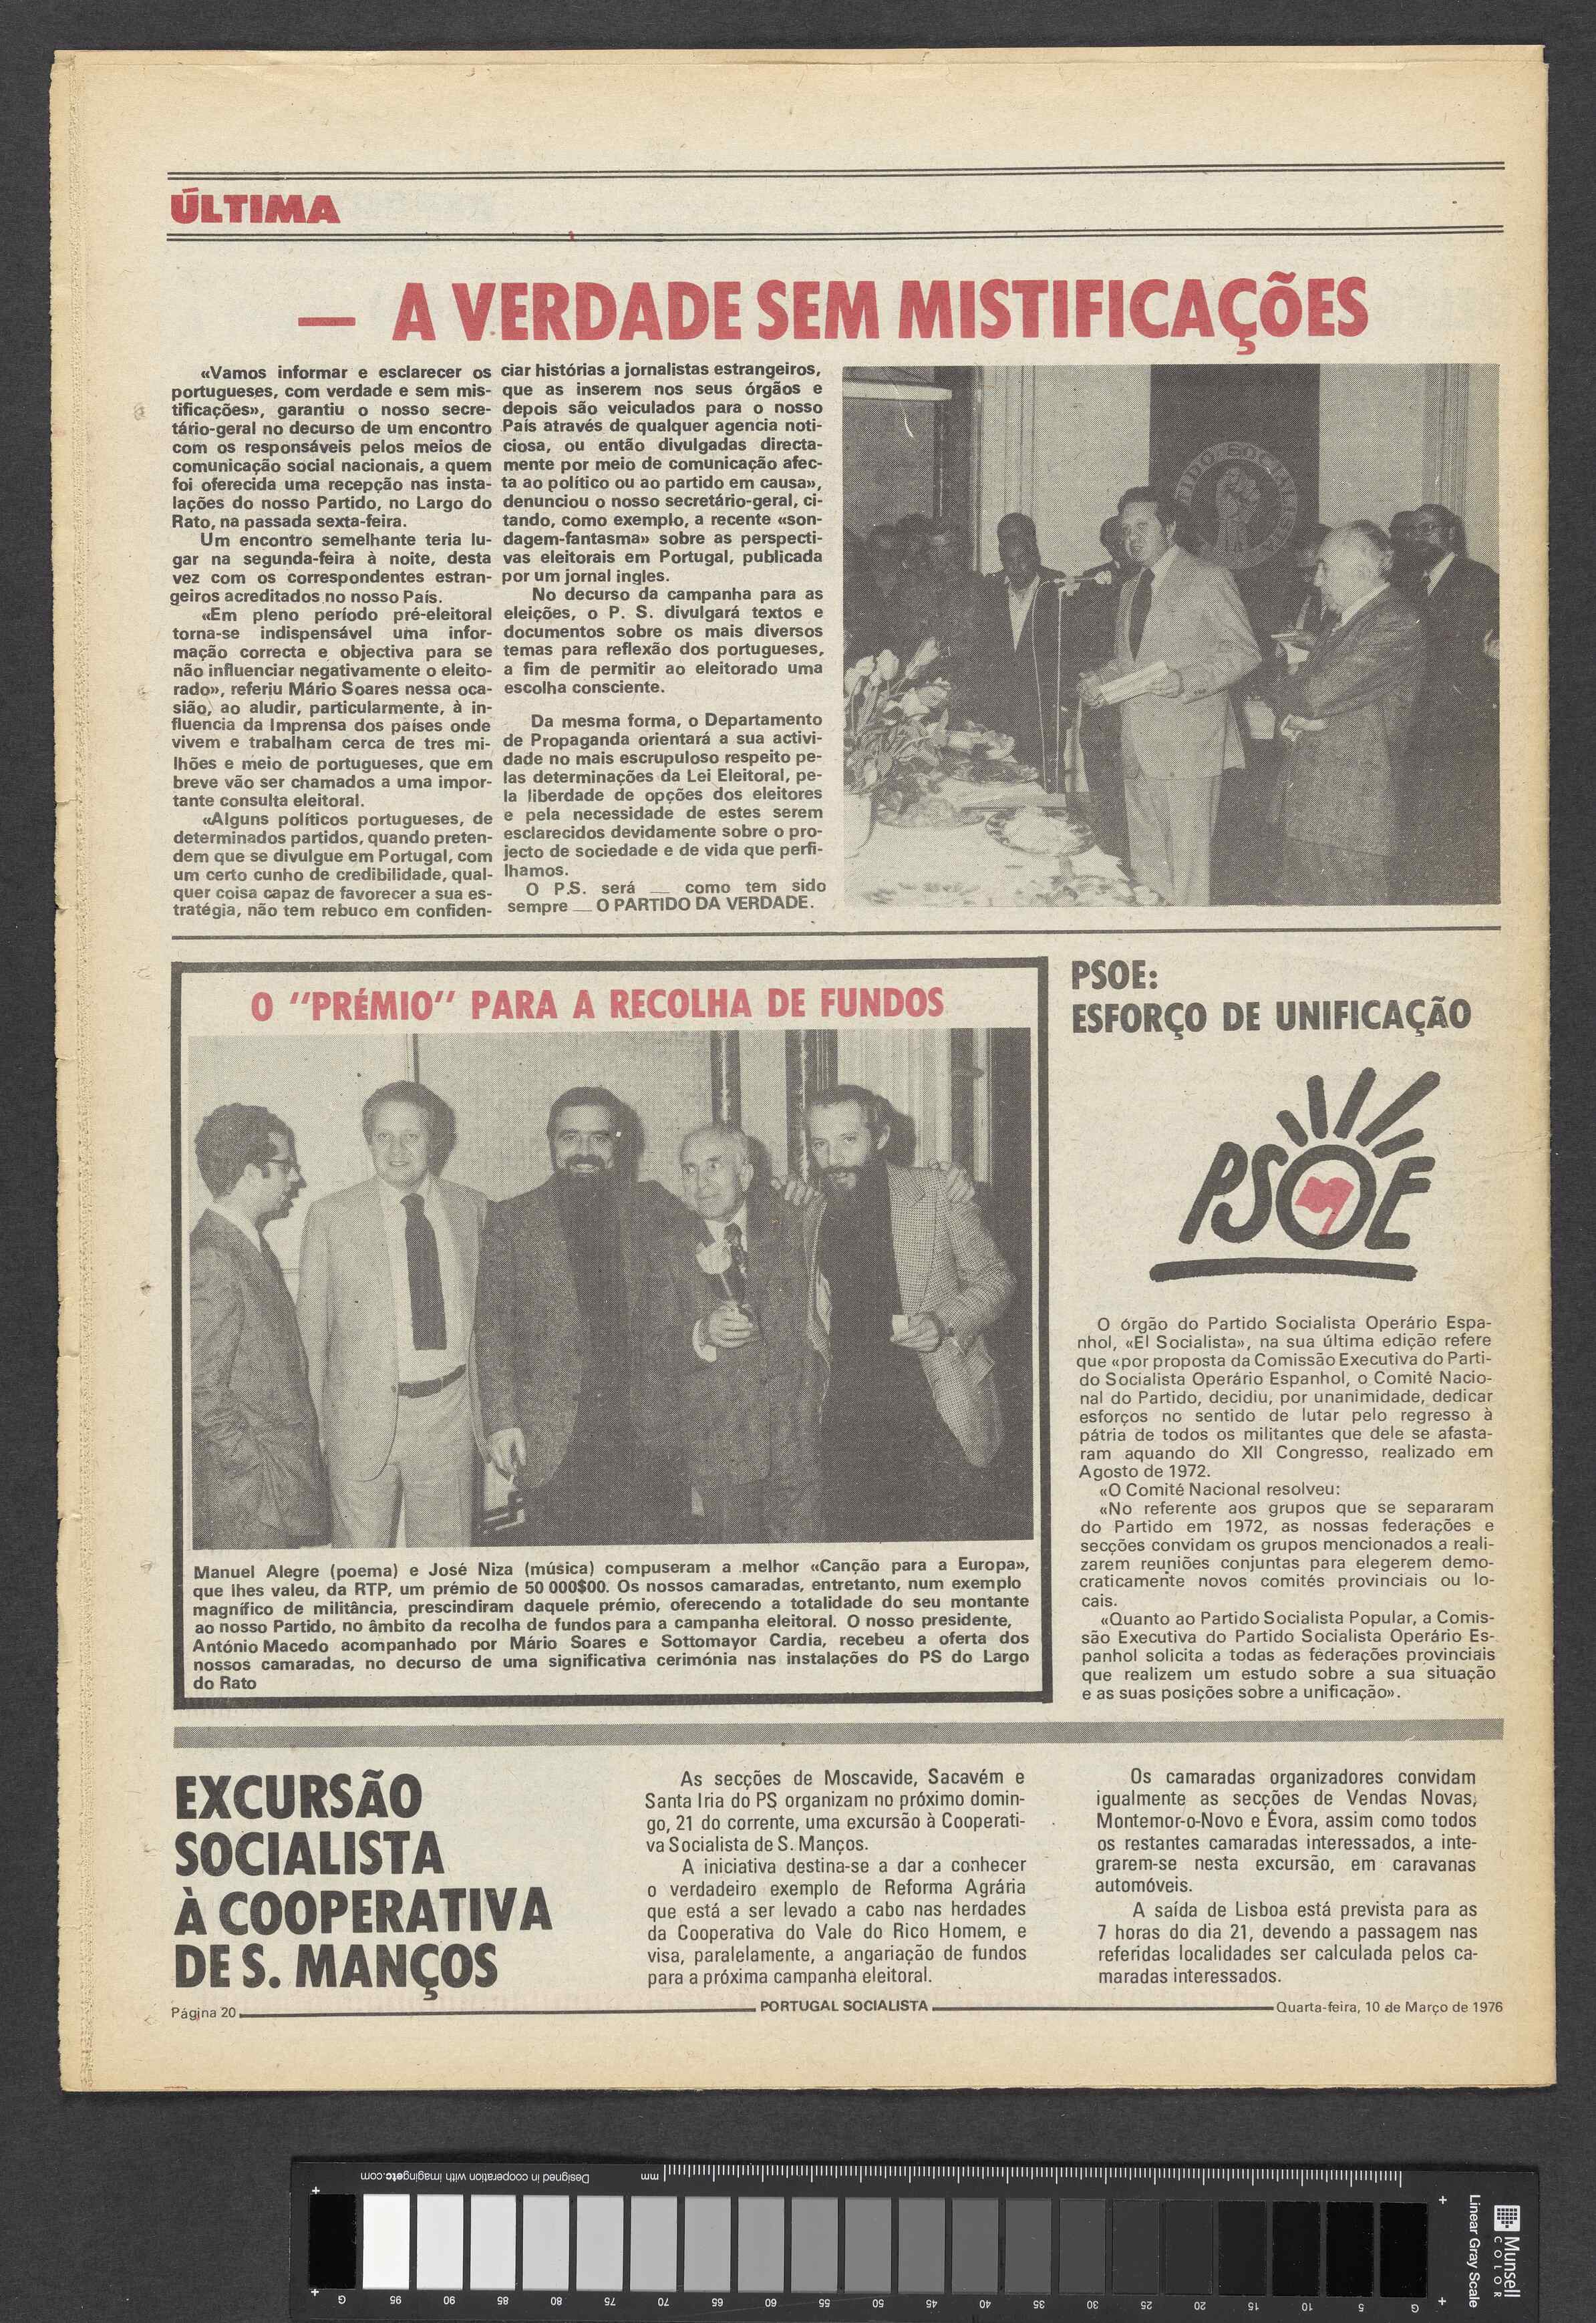 ÚLTIMA
— A VERDADE SEM MISTIFICAÇÕES
«Vamos informar e esclarecer os
portugueses, com verdade e sem mis-
tificações», garantiu o nosso secre-
tário-geral no decurso de um encontro
com os responsáveis pelos meios de
comunicação social nacionais, a quem
foi oferecida uma recepção nas insta-
lações do nosso Partido, no Largo do
Rato, na passada sexta-feira.
Um encontro semelhante teria lu-
gar na segunda-feira à noite, desta
vez com os correspondentes estran-
geiros acreditados no nosso País.
«Em pleno período pré-eleitoral
torna-se indispensável uma infor-
mação correcta e objectiva para se
não influenciar negativamente o eleito-
rado», referiu Mário Soares nessa oca-
sião, ao aludir, particularmente, à in-
fluencia da Imprensa dos países onde
vivem e trabalham cerca de tres mi-
lhões e meio de portugueses, que em
breve vão ser chamados a uma impor-
tante consulta eleitoral.
«Alguns políticos portugueses, de
determinados partidos, quando preten-
dem que se divulgue em Portugal, com
um certo cunho de credibilidade, qual-
quer coisa capaz de favorecer a sua es-
tratégia, não tem rebuco em confiden-
ciar histórias a jornalistas estrangeiros,
que as inserem nos seus órgãos e
depois são veiculados para o nosso
País através de qualquer agencia noti-
ciosa, ou então divulgadas directa-
mente por meio de comunicação afec-
ta ao político ou ao partido em causa»,
denunciou o nosso secretário-geral, ci-
tando, como exemplo, a recente «son-
dagem-fantasma» sobre as perspecti-
vas eleitorais em Portugal, publicada
por um jornal ingles.
No decurso da campanha para as
eleições, o P. S. divulgará textos e
documentos sobre os mais diversos
temas para reflexão dos portugueses,
a fim de permitir ao eleitorado uma
escolha consciente.
Da mesma forma, o Departamento
de Propaganda orientará a sua activi-
dade no mais escrupuloso respeito pe-
las determinações da Lei Eleitoral, pe-
la liberdade de opções dos eleitores
e pela necessidade de estes serem
esclarecidos devidamente sobre o pro-
jecto de sociedade e de vida que perfi-
lhamos.
O P.S. será — como tem sido
sempre — O PARTIDO DA VERDADE.
O "PRÉMIO" PARA A RECOLHA DE FUNDOS
Manuel Alegre (poema) e José Niza (música) compuseram a melhor «Canção para a Europa»,
que lhes valeu, da RTP, um prémio de 50 000$00. Os nossos camaradas, entretanto, num exemplo
magnífico de militância, prescindiram daquele prémio, oferecendo a totalidade do seu montante
ao nosso Partido, no âmbito da recolha de fundos para a campanha eleitoral. O nosso presidente,
António Macedo acompanhado por Mário Soares e Sottomayor Cardia, recebeu a oferta dos
nossos camaradas, no decurso de uma significativa cerimónia nas instalações do PS do Largo
do Rato
PSOE:
ESFORÇO DE UNIFICAÇÃO
PSOE
O órgão do Partido Socialista Operário Espa-
nhol, «El Socialista», na sua última edição refere
que «por proposta da Comissão Executiva do Parti-
do Socialista Operário Espanhol, o Comité Nacio-
nal do Partido, decidiu, por unanimidade, dedicar
esforços no sentido de lutar pelo regresso à
pátria de todos os militantes que dele se afasta-
ram aquando do XII Congresso, realizado em
Agosto de 1972.
«O Comité Nacional resolveu:
«No referente aos grupos que se separaram
do Partido em 1972, as nossas federações e
secções convidam os grupos mencionados a reali-
zarem reuniões conjuntas para elegerem demo-
craticamente novos comités provinciais ou lo-
cais.
«Quanto ao Partido Socialista Popular, a Comis-
são Executiva do Partido Socialista Operário Es-
panhol solicita a todas as federações provinciais
que realizem um estudo sobre a sua situação
e as suas posições sobre a unificação».
EXCURSÃO
SOCIALISTA
À COOPERATIVA
DE S. MANÇOS
As secções de Moscavide, Sacavém e
Santa Iria do PS organizam no próximo domin-
go, 21 do corrente, uma excursão à Cooperati-
va Socialista de S. Manços.
A iniciativa destina-se a dar a conhecer
o verdadeiro exemplo de Reforma Agrária
que está a ser levado a cabo nas herdades
da Cooperativa do Vale do Rico Homem, e
visa, paralelamente, a angariação de fundos
para a próxima campanha eleitoral.
Os camaradas organizadores convidam
igualmente as secções de Vendas Novas,
Montemor-o-Novo e Évora, assim como todos
os restantes camaradas interessados, a inte-
grarem-se nesta excursão, em caravanas
automóveis.
A saída de Lisboa está prevista para as
7 horas do dia 21, devendo a passagem nas
referidas localidades ser calculada pelos ca-
maradas interessados.
Página 20
PORTUGAL SOCIALISTA
Quarta-feira, 10 de Março de 1976
Designed in cooperation with imagingetc.com
mm
G 95 90 85 80 75 70 65 60 55 50 45 40 35 30 25 20 15 10 5 G
Linear Gray Scale
Munsell
COLOR